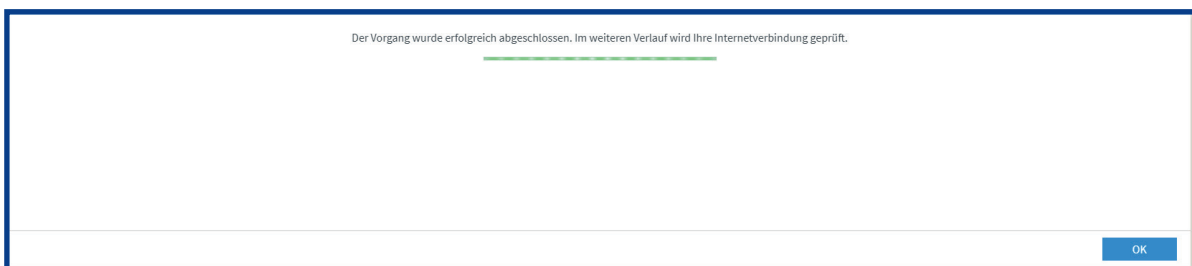 Der Vorgang wurde erfolgreich abgeschlossen. Im weiteren Verlauf wird Ihre Internetverbindung geprüft.
OK